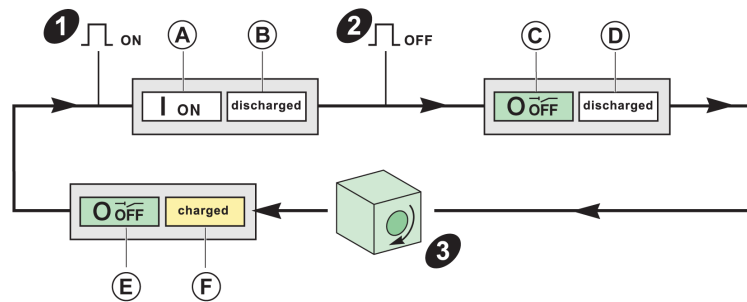 1 ON A B 2 OFF C D
I ON discharged O OFF discharged
O OFF charged
E F 3